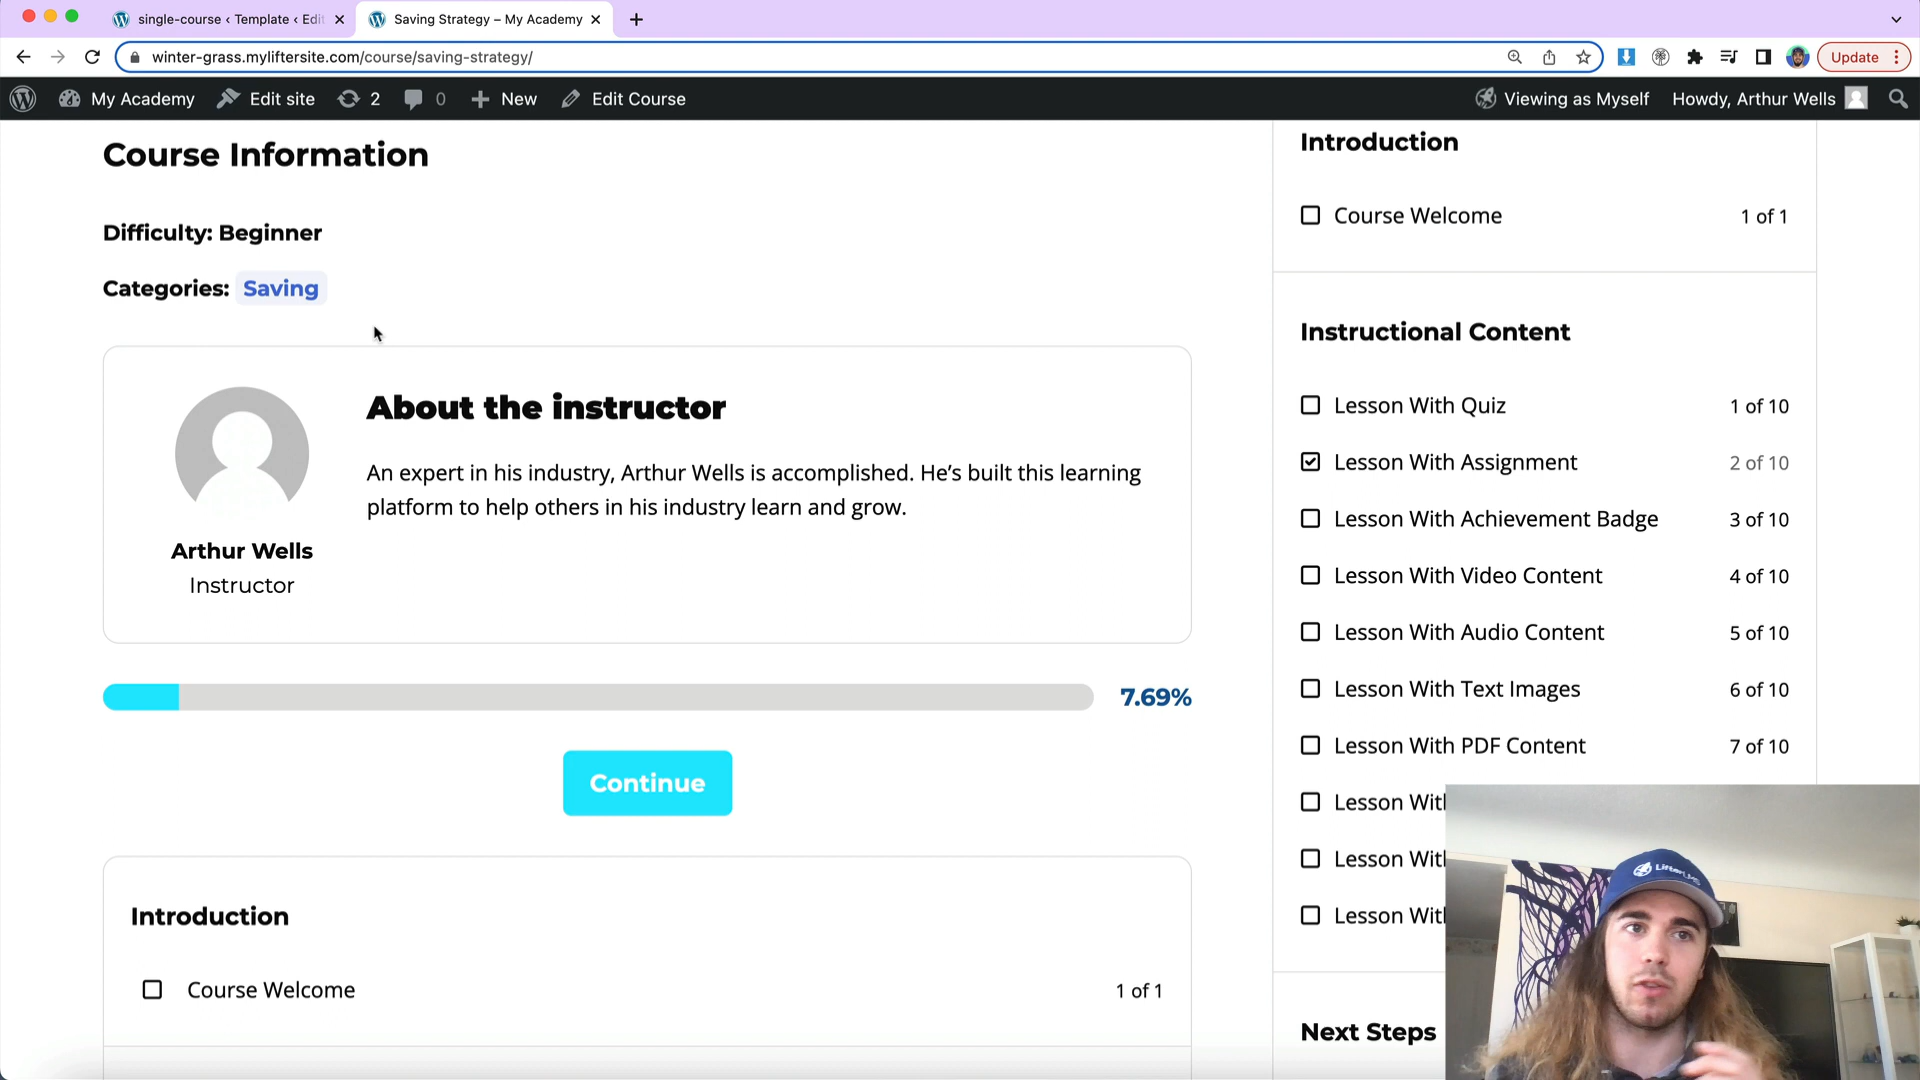 single-course ‹ Template ‹ Edit
Saving Strategy – My Academy
winter-grass.myliftersite.com/course/saving-strategy/
Update
My Academy
Edit site
2
0
New
Edit Course
Viewing as Myself
Howdy, Arthur Wells
Course Information
Difficulty: Beginner
Categories: Saving
About the instructor
An expert in his industry, Arthur Wells is accomplished. He’s built this learning
platform to help others in his industry learn and grow.
Arthur Wells
Instructor
7.69%
Continue
Introduction
Course Welcome 1 of 1
Introduction
Course Welcome 1 of 1
Instructional Content
Lesson With Quiz 1 of 10
Lesson With Assignment 2 of 10
Lesson With Achievement Badge 3 of 10
Lesson With Video Content 4 of 10
Lesson With Audio Content 5 of 10
Lesson With Text Images 6 of 10
Lesson With PDF Content 7 of 10
Lesson
Lesson
Lesson
Next Steps
LifterLMS